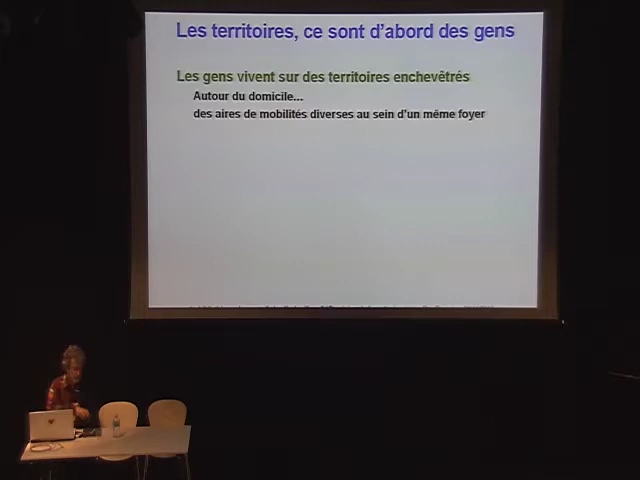 Les territoires, ce sont d'abord des gens
Les gens vivent sur des territoires enchevêtrés
Autour du domicile...
des aires de mobilités diverses au sein d'un même foyer